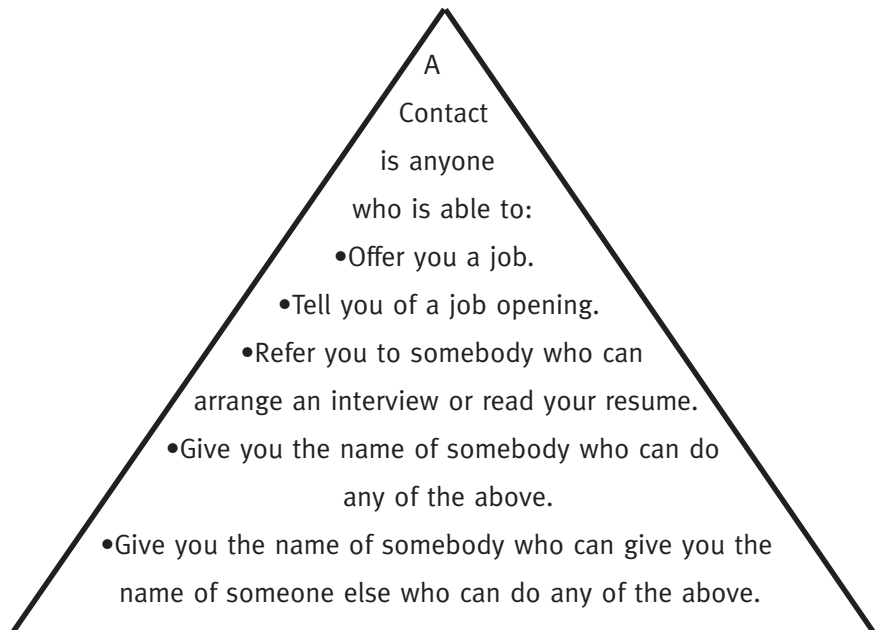 A
Contact
is anyone
who is able to:
•Offer you a job.
•Tell you of a job opening.
•Refer you to somebody who can
arrange an interview or read your resume.
•Give you the name of somebody who can do
any of the above.
•Give you the name of somebody who can give you the
name of someone else who can do any of the above.